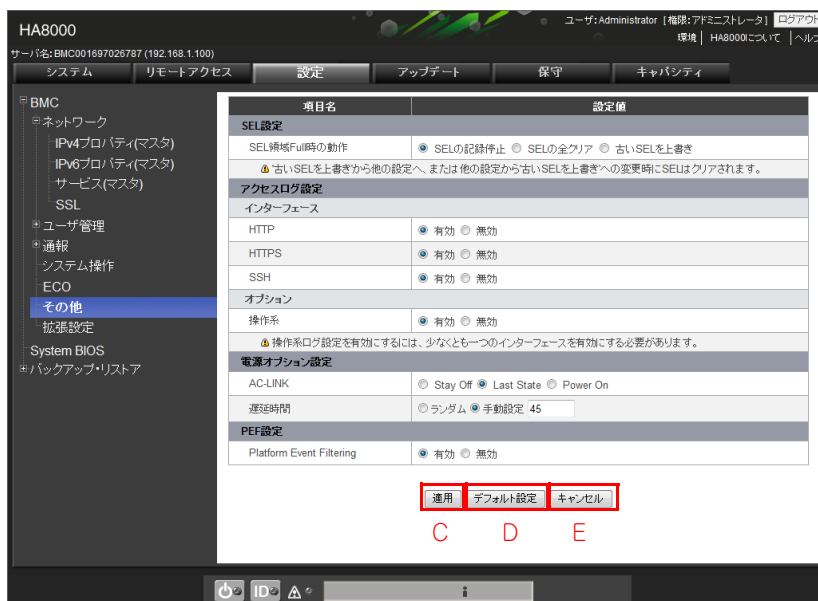 HA8000
ユーザ:Administrator [権限:アドミニストレータ] ログアウト
環境 | HA8000について | ヘルプ
サーバ名:BMC001697026787 (192.168.1.100)
システム リモートアクセス 設定 アップデート 保守 キャパシティ
BMC
ネットワーク
IPv4プロパティ(マスタ)
IPv6プロパティ(マスタ)
サービス(マスタ)
SSL
ユーザ管理
通報
システム操作
ECO
その他
拡張設定
System BIOS
バックアップ・リストア
項目名 設定値
SEL設定
SEL領域Full時の動作 SELの記録停止 SELの全クリア 古いSELを上書き
'古いSELを上書き'から他の設定へ、または他の設定から'古いSELを上書き'への変更時にSELはクリアされます。
アクセスログ設定
インターフェース
HTTP 有効 無効
HTTPS 有効 無効
SSH 有効 無効
オプション
操作系 有効 無効
操作系ログ設定を有効にするには、少なくとも一つのインターフェースを有効にする必要があります。
電源オプション設定
AC-LINK Stay Off Last State Power On
遅延時間 ランダム 手動設定 45
PEF設定
Platform Event Filtering 有効 無効
適用 デフォルト設定 キャンセル
C D E
ID